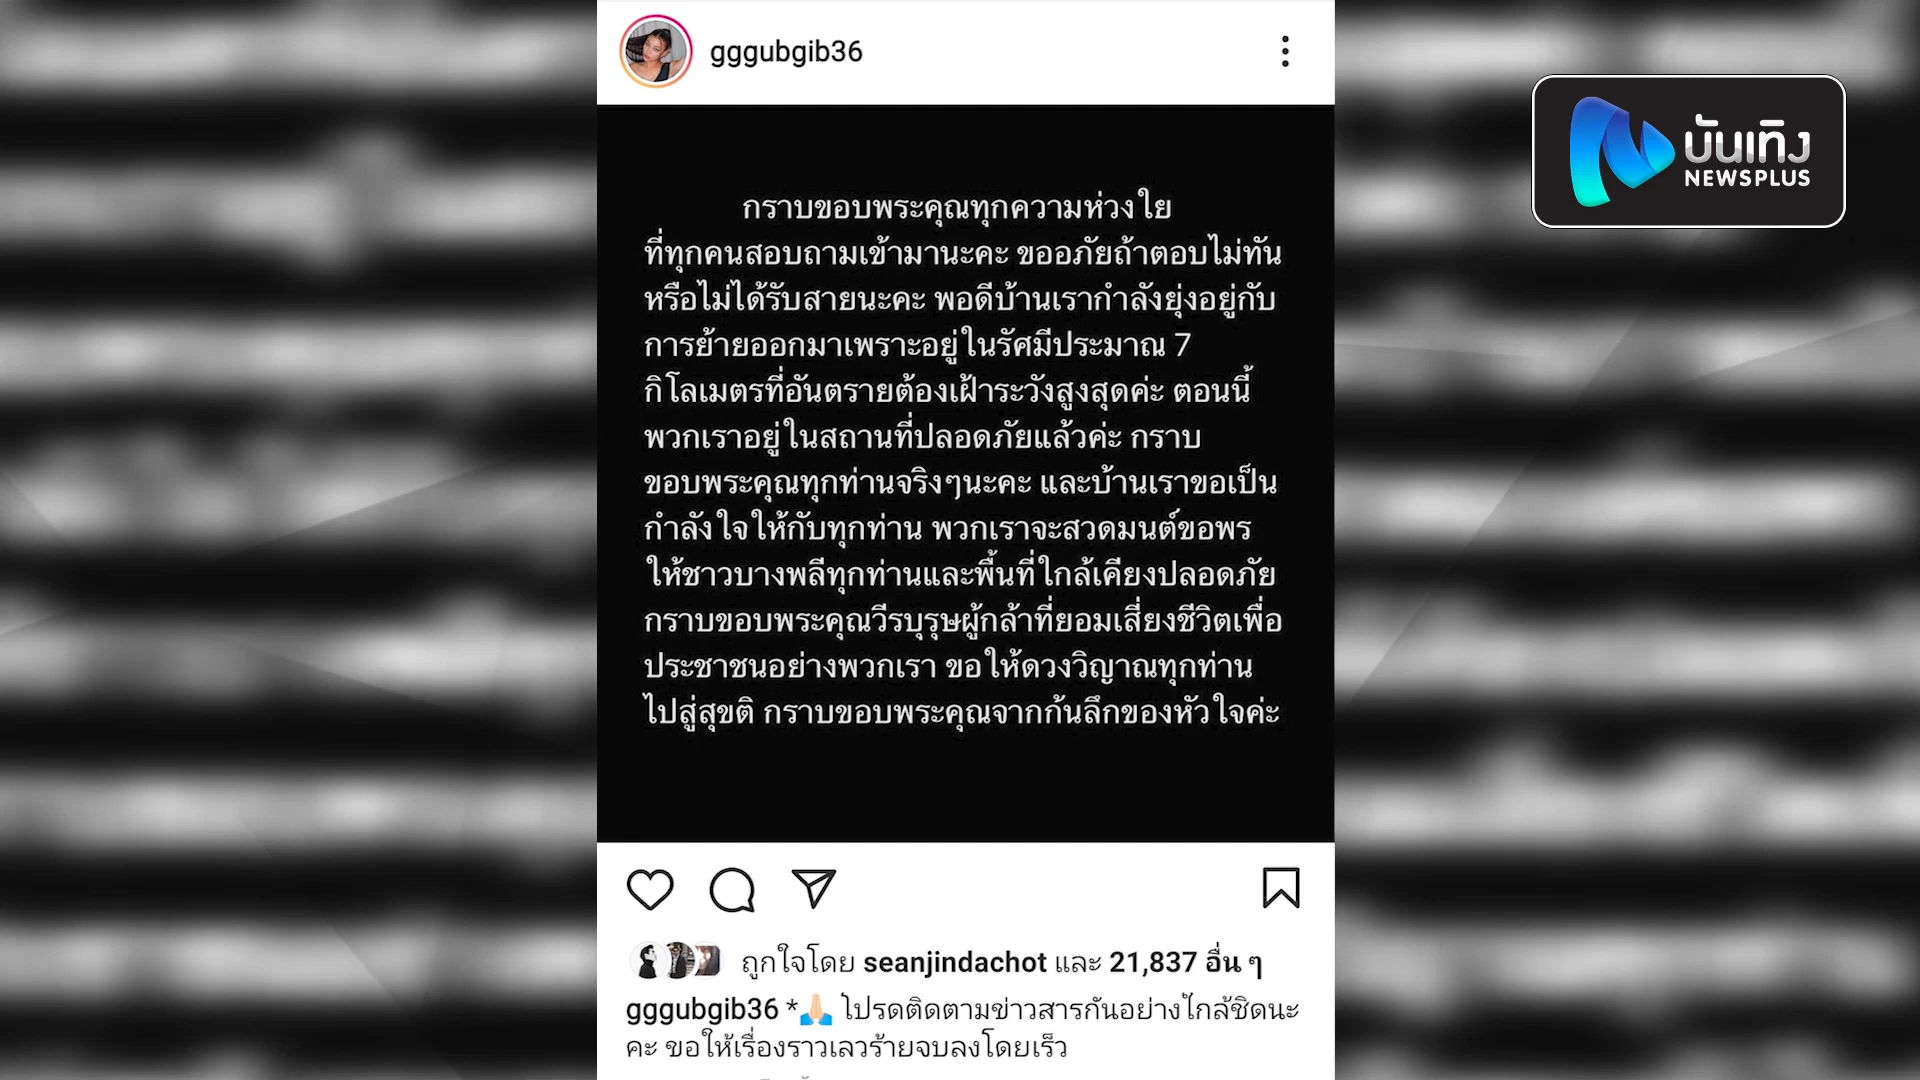 gggubgib36
บันเทิง
NEWSPLUS
กราบขอบพระคุณทุกความห่วงใย
ที่ทุกคนสอบถามเข้ามานะคะ ขออภัยถ้าตอบไม่ทัน
หรือไม่ได้รับสายนะคะ พอดีบ้านเรากำลังยุ่งอยู่กับ
การย้ายออกมาเพราะอยู่ในรัศมีประมาณ 7
กิโลเมตรที่อันตรายต้องเฝ้าระวังสูงสุดค่ะ ตอนนี้
พวกเราอยู่ในสถานที่ปลอดภัยแล้วค่ะ กราบ
ขอบพระคุณทุกท่านจริงๆนะคะ และบ้านเราขอเป็น
กำลังใจให้กับทุกท่าน พวกเราจะสวดมนต์ขอพร
ให้ชาวบางพลีทุกท่านและพื้นที่ใกล้เคียงปลอดภัย
กราบขอบพระคุณวีรบุรุษผู้กล้าที่ยอมเสี่ยงชีวิตเพื่อ
ประชาชนอย่างพวกเรา ขอให้ดวงวิญาณทุกท่าน
ไปสู่สุขติ กราบขอบพระคุณจากก้นลึกของหัวใจค่ะ
ถูกใจโดย seanjindachot และ 21,837 อื่น ๆ
gggubgib36 *🙏🏻 โปรดติดตามข่าวสารกันอย่างใกล้ชิดนะ
คะ ขอให้เรื่องราวเลวร้ายจบลงโดยเร็ว